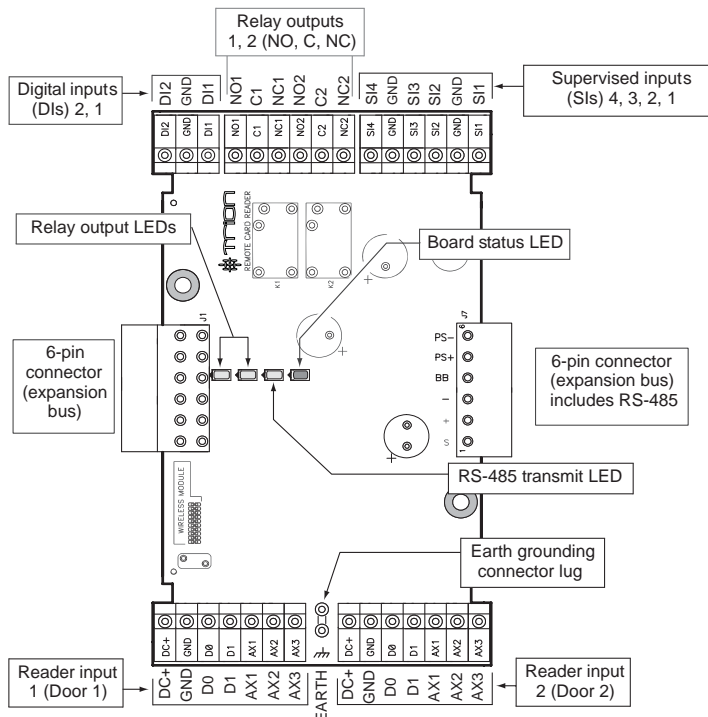 Relay outputs
1, 2 (NO, C, NC)
Digital inputs
(DIs) 2, 1
DI2
GND
DI1
NO1
C1
NC1
NO2
C2
NC2
SI4
GND
SI3
SI2
GND
SI1
Supervised inputs
(SIs) 4, 3, 2, 1
DI2
GND
DI1
NO1
C1
NC1
NO2
C2
NC2
SI4
GND
SI3
SI2
GND
SI1
Relay output LEDs
REMOTE CARD READER
K1
K2
Board status LED
J1
J7
6
PS-
PS+
BB
-
+
S
1
6-pin connector
(expansion
bus)
6-pin connector
(expansion bus)
includes RS-485
WIRELESS MODULE
RS-485 transmit LED
Earth grounding
connector lug
DC+
GND
D0
D1
AX1
AX2
AX3
DC+
GND
D0
D1
AX1
AX2
AX3
Reader input
1 (Door 1)
DC+
GND
D0
D1
AX1
AX2
AX3
EARTH
DC+
GND
D0
D1
AX1
AX2
AX3
Reader input
2 (Door 2)